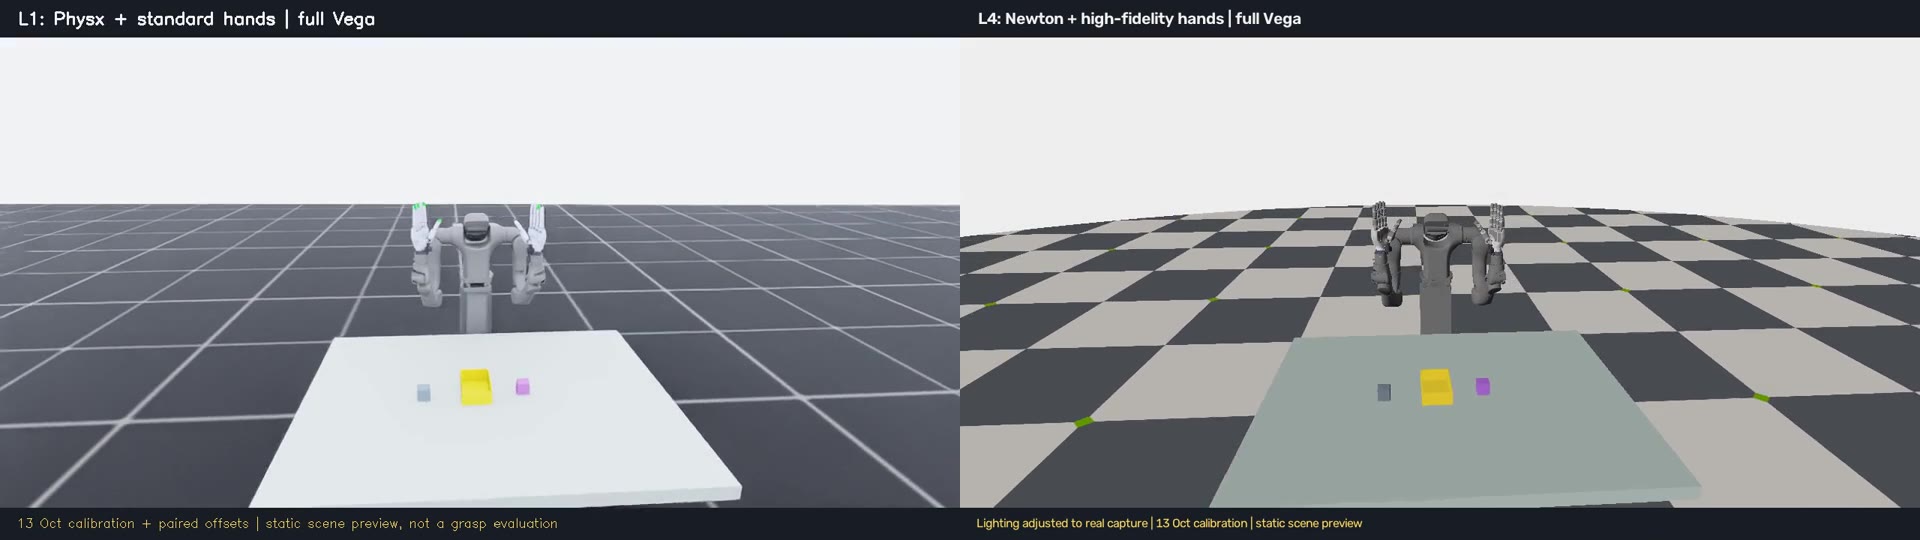 L1: Physx + standard hands | full Vega
L4: Newton + high-fidelity hands | full Vega
13 Oct calibration + paired offsets | static scene preview, not a grasp evaluation
Lighting adjusted to real capture | 13 Oct calibration | static scene preview